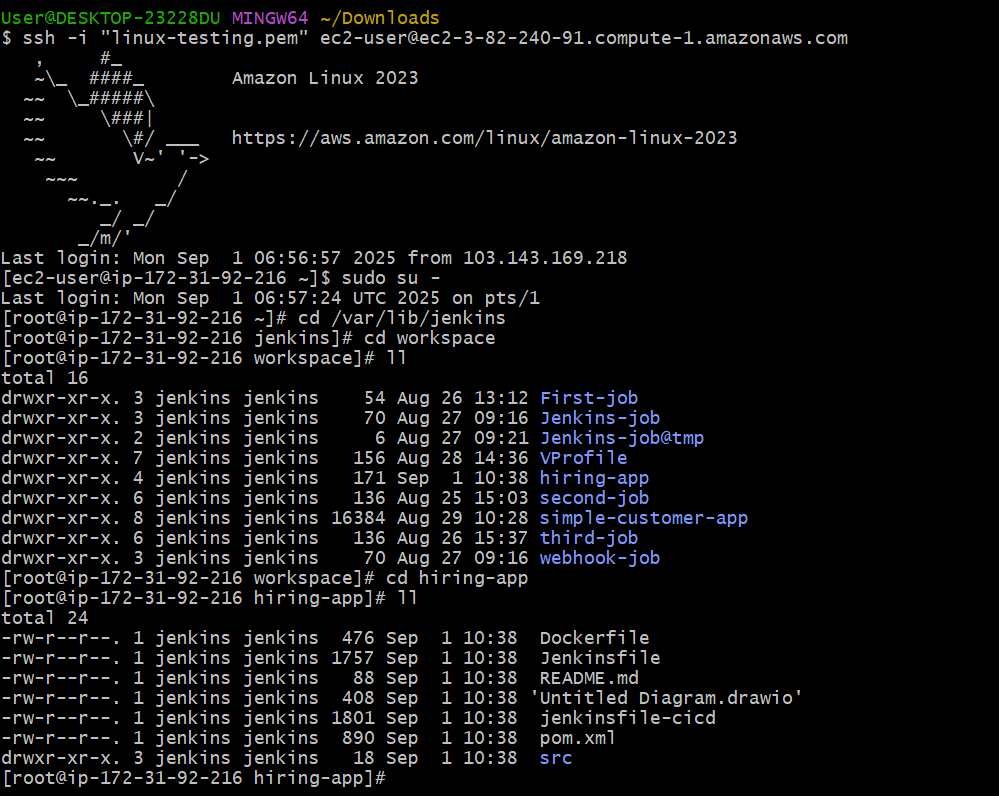 User@DESKTOP-23228DU MINGW64 ~/Downloads
$ ssh -i "linux-testing.pem" ec2-user@ec2-3-82-240-91.compute-1.amazonaws.com
   ,     #_
   ~\_  ####_        Amazon Linux 2023
  ~~  \_#####\
  ~~     \###|
  ~~       \#/ ___   https://aws.amazon.com/linux/amazon-linux-2023
   ~~       V~' '->
    ~~~         /
      ~~._.   _/
         _/ _/
       _/m/'
Last login: Mon Sep  1 06:56:57 2025 from 103.143.169.218
[ec2-user@ip-172-31-92-216 ~]$ sudo su -
Last login: Mon Sep  1 06:57:24 UTC 2025 on pts/1
[root@ip-172-31-92-216 ~]# cd /var/lib/jenkins
[root@ip-172-31-92-216 jenkins]# cd workspace
[root@ip-172-31-92-216 workspace]# ll
total 16
drwxr-xr-x. 3 jenkins jenkins    54 Aug 26 13:12 First-job
drwxr-xr-x. 3 jenkins jenkins    70 Aug 27 09:16 Jenkins-job
drwxr-xr-x. 2 jenkins jenkins     6 Aug 27 09:21 Jenkins-job@tmp
drwxr-xr-x. 7 jenkins jenkins   156 Aug 28 14:36 VProfile
drwxr-xr-x. 4 jenkins jenkins   171 Sep  1 10:38 hiring-app
drwxr-xr-x. 6 jenkins jenkins   136 Aug 25 15:03 second-job
drwxr-xr-x. 8 jenkins jenkins 16384 Aug 29 10:28 simple-customer-app
drwxr-xr-x. 6 jenkins jenkins   136 Aug 26 15:37 third-job
drwxr-xr-x. 3 jenkins jenkins    70 Aug 27 09:16 webhook-job
[root@ip-172-31-92-216 workspace]# cd hiring-app
[root@ip-172-31-92-216 hiring-app]# ll
total 24
-rw-r--r--. 1 jenkins jenkins  476 Sep  1 10:38  Dockerfile
-rw-r--r--. 1 jenkins jenkins 1757 Sep  1 10:38  Jenkinsfile
-rw-r--r--. 1 jenkins jenkins   88 Sep  1 10:38  README.md
-rw-r--r--. 1 jenkins jenkins  408 Sep  1 10:38 'Untitled Diagram.drawio'
-rw-r--r--. 1 jenkins jenkins 1801 Sep  1 10:38  jenkinsfile-cicd
-rw-r--r--. 1 jenkins jenkins  890 Sep  1 10:38  pom.xml
drwxr-xr-x. 3 jenkins jenkins   18 Sep  1 10:38  src
[root@ip-172-31-92-216 hiring-app]#